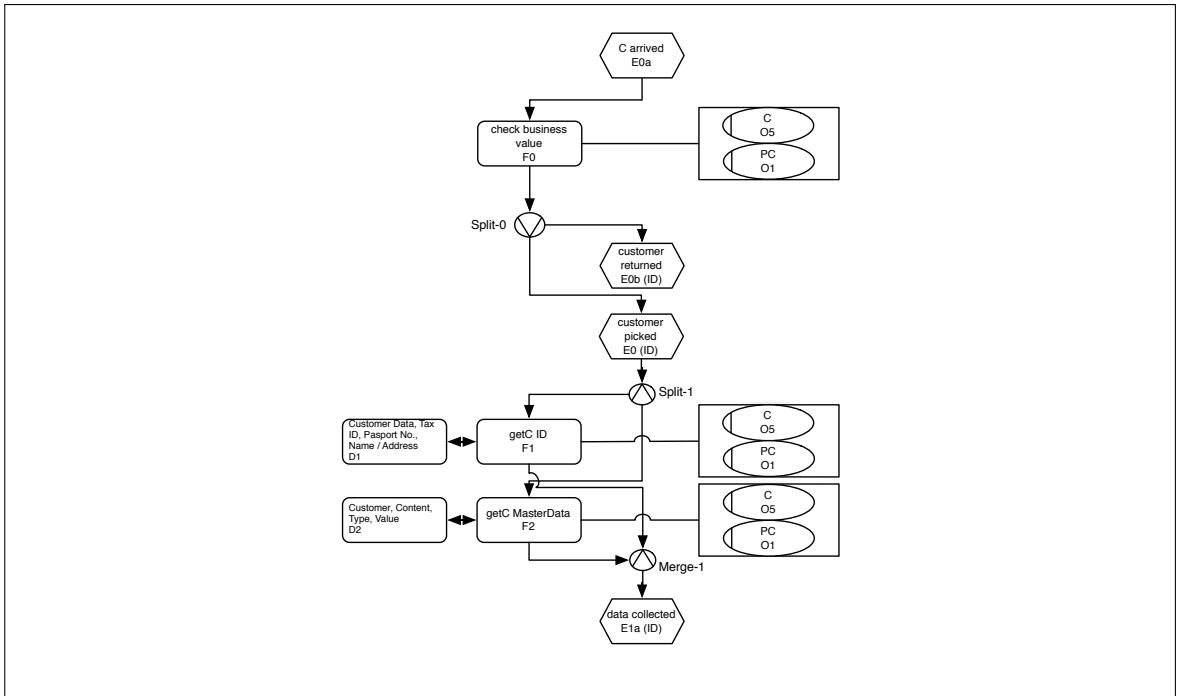 C arrived
E0a
check business
value
F0
C
O5
PC
O1
Split-0
customer
returned
E0b (ID)
customer
picked
E0 (ID)
Split-1
Customer Data, Tax
ID, Pasport No.,
Name / Address
D1
getC ID
F1
C
O5
PC
O1
Customer, Content,
Type, Value
D2
getC MasterData
F2
C
O5
PC
O1
Merge-1
data collected
E1a (ID)